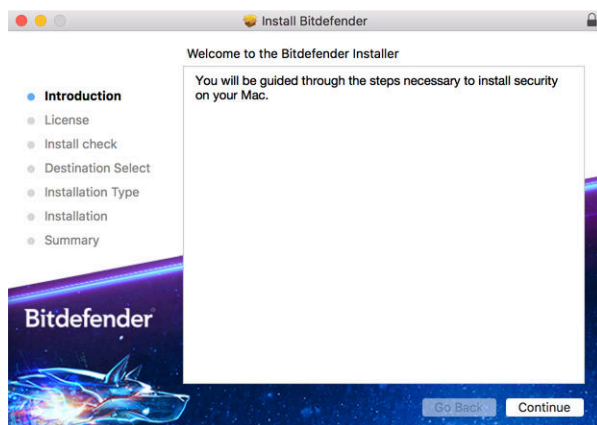 Install Bitdefender
Welcome to the Bitdefender Installer
You will be guided through the steps necessary to install security
on your Mac.
Introduction
License
Install check
Destination Select
Installation Type
Installation
Summary
Bitdefender
Go Back
Continue